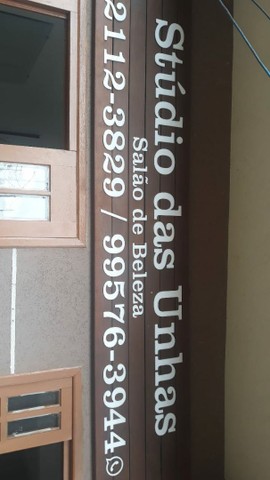 Stúdio das Unhas
Salão de Beleza
2112-3829 / 99576-3944